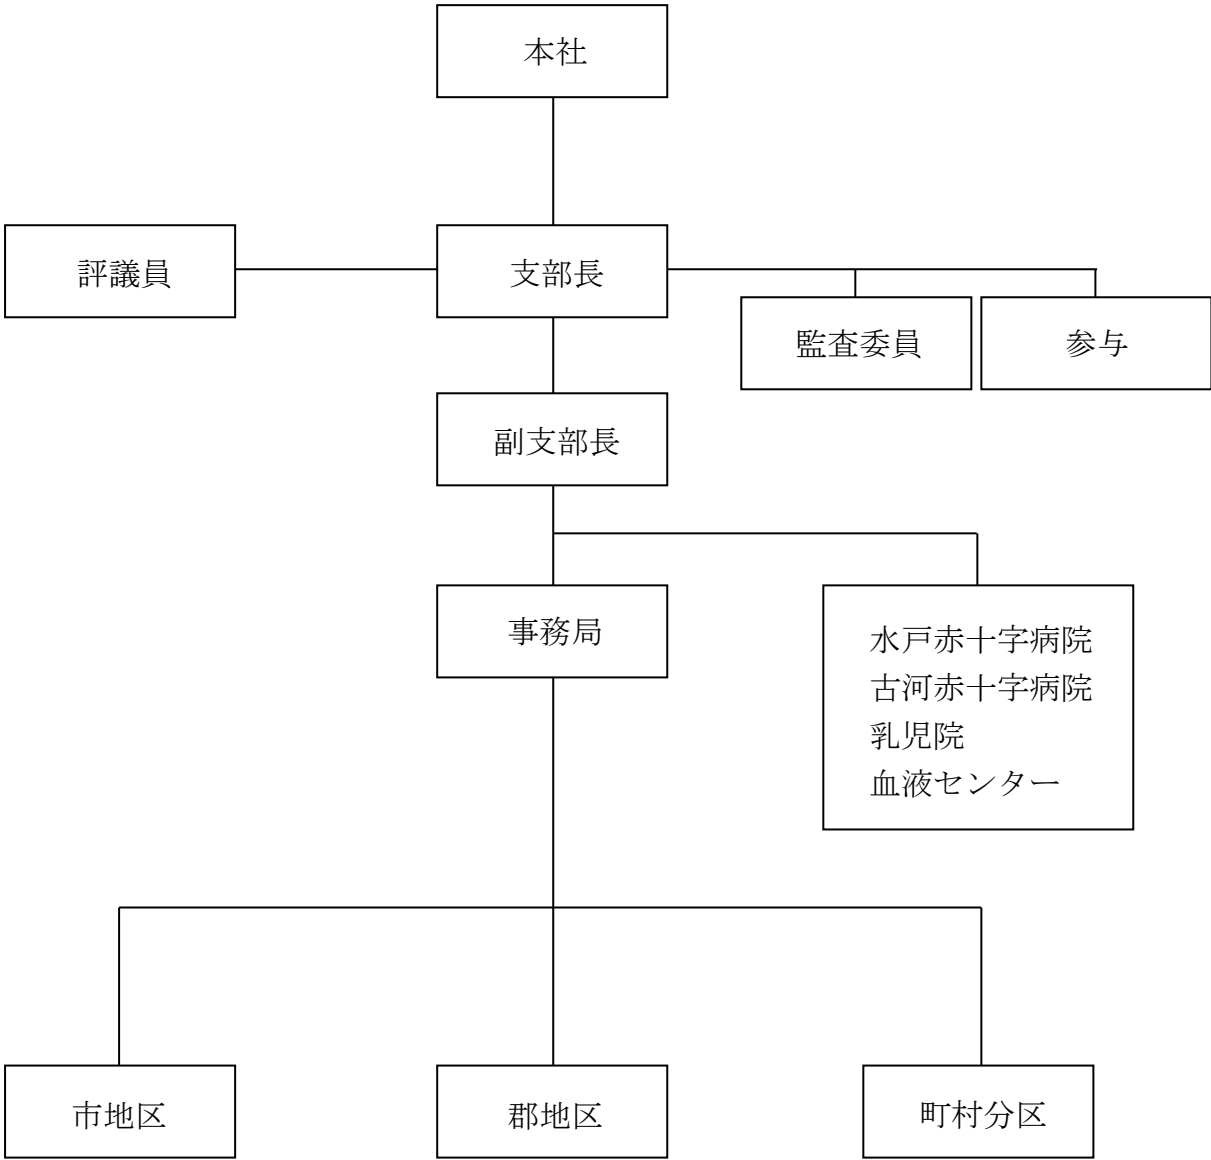 本社
評議員
支部長
監査委員
参与
副支部長
事務局
水戸赤十字病院
古河赤十字病院
乳児院
血液センター
市地区
郡地区
町村分区